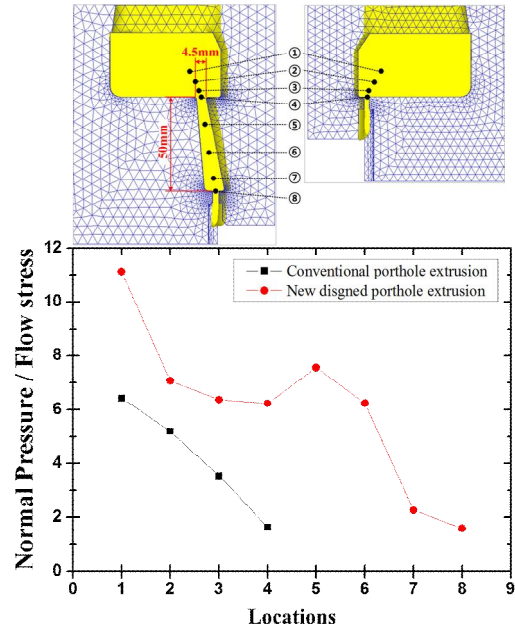 4.5mm
50mm
①
②
③
④
⑤
⑥
⑦
⑧
Normal Pressure / Flow stress
12
10
8
6
4
2
0
Conventional porthole extrusion
New disgned porthole extrusion
0 1 2 3 4 5 6 7 8 9
Locations